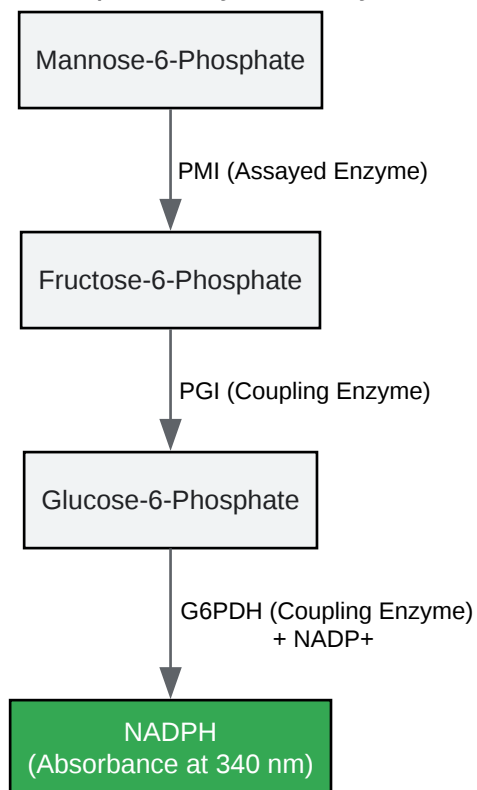 Mannose-6-Phosphate
PMI (Assayed Enzyme)
Fructose-6-Phosphate
PGI (Coupling Enzyme)
Glucose-6-Phosphate
G6PDH (Coupling Enzyme)
+ NADP+
NADPH
(Absorbance at 340 nm)